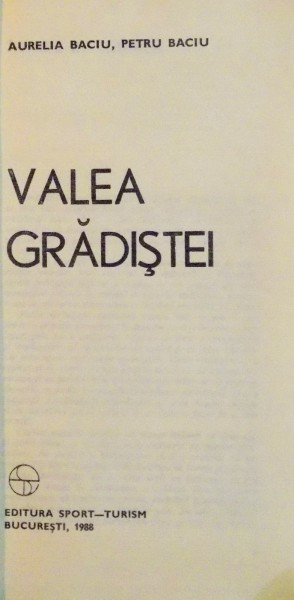 AURELIA BACIU, PETRU BACIU
VALEA
GRĂDIŞTEI
EDITURA SPORT—TURISM
BUCUREŞTI, 1988